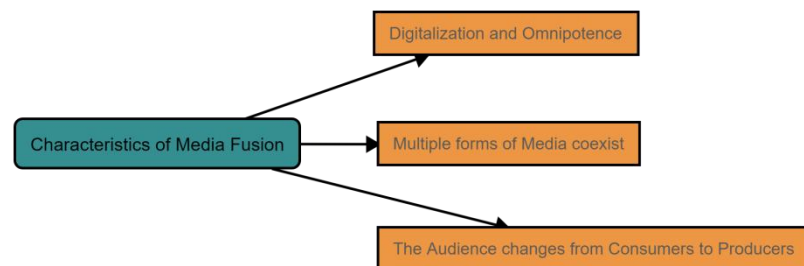 Digitalization and Omnipotence
Characteristics of Media Fusion
Multiple forms of Media coexist
The Audience changes from Consumers to Producers